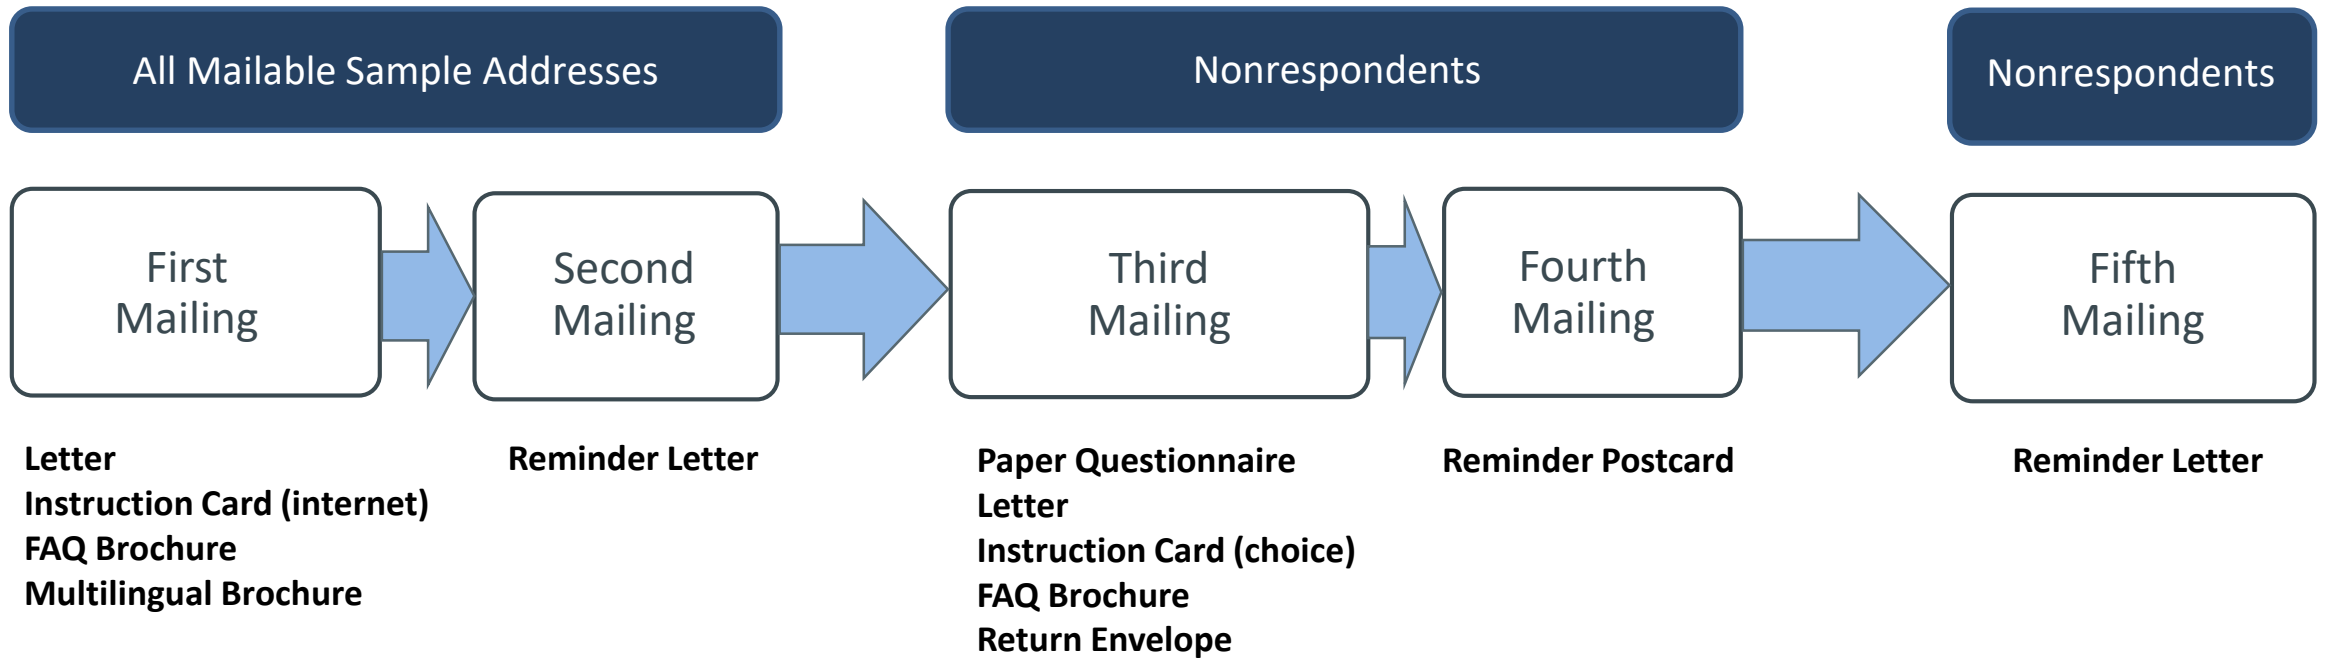 All Mailable Sample Addresses
Nonrespondents
Nonrespondents
First
Mailing
Second
Mailing
Third
Mailing
Fourth
Mailing
Fifth
Mailing
Letter
Instruction Card (internet)
FAQ Brochure
Multilingual Brochure
Reminder Letter
Paper Questionnaire
Letter
Instruction Card (choice)
FAQ Brochure
Return Envelope
Reminder Postcard
Reminder Letter